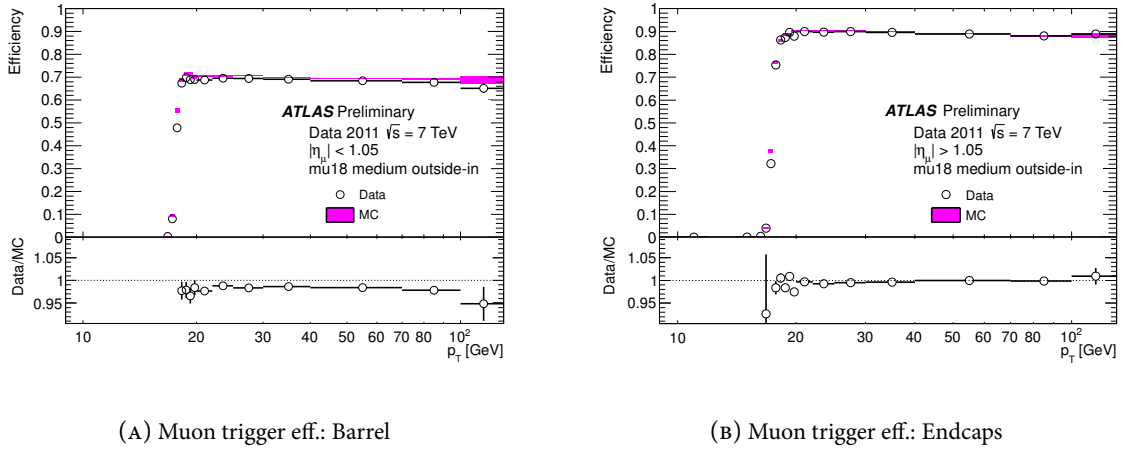 Efficiency
0.9
0.8
0.7
0.6
0.5
0.4
0.3
0.2
0.1
0
ATLAS Preliminary
Data 2011 √s = 7 TeV
|ημ| < 1.05
mu18 medium outside-in
Data
MC
Data/MC
1.05
1
0.95
10 20 30 40 50 60 70 80 10²
pT [GeV]
(A) Muon trigger eff.: Barrel
Efficiency
1
0.9
0.8
0.7
0.6
0.5
0.4
0.3
0.2
0.1
0
ATLAS Preliminary
Data 2011 √s = 7 TeV
|ημ| > 1.05
mu18 medium outside-in
Data
MC
Data/MC
1.05
1
0.95
10 20 30 40 50 60 70 80 10²
pT [GeV]
(B) Muon trigger eff.: Endcaps